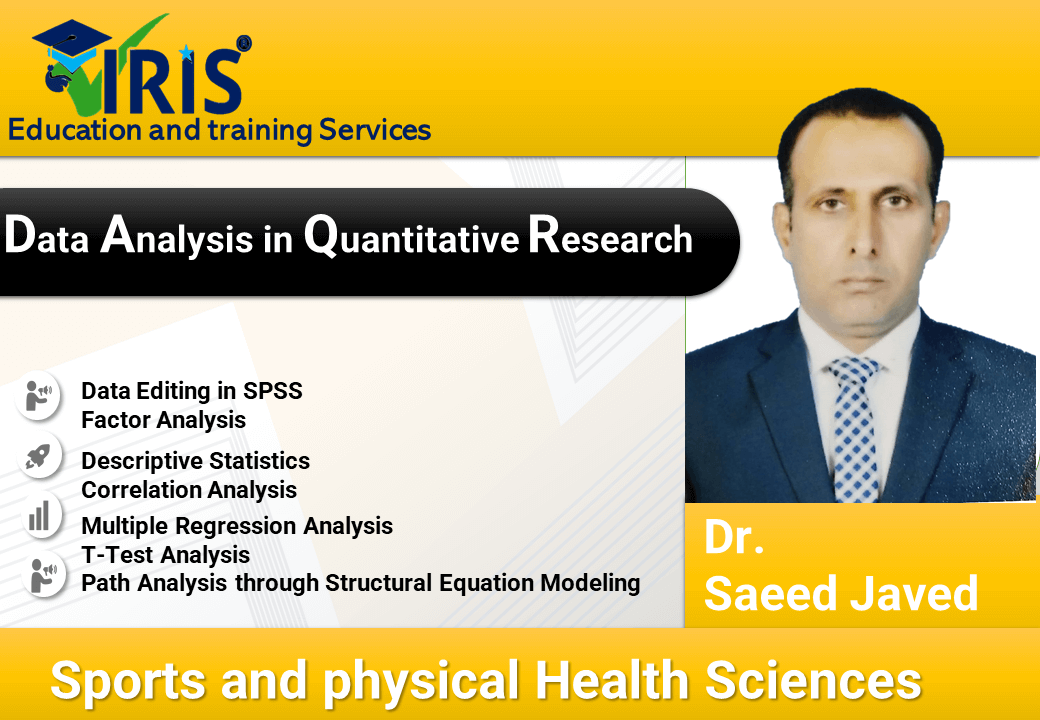 IRIS
Education and training Services
Data Analysis in Quantitative Research
Data Editing in SPSS
Factor Analysis
Descriptive Statistics
Correlation Analysis
Multiple Regression Analysis
T-Test Analysis
Path Analysis through Structural Equation Modeling
Dr.
Saeed Javed
Sports and physical Health Sciences